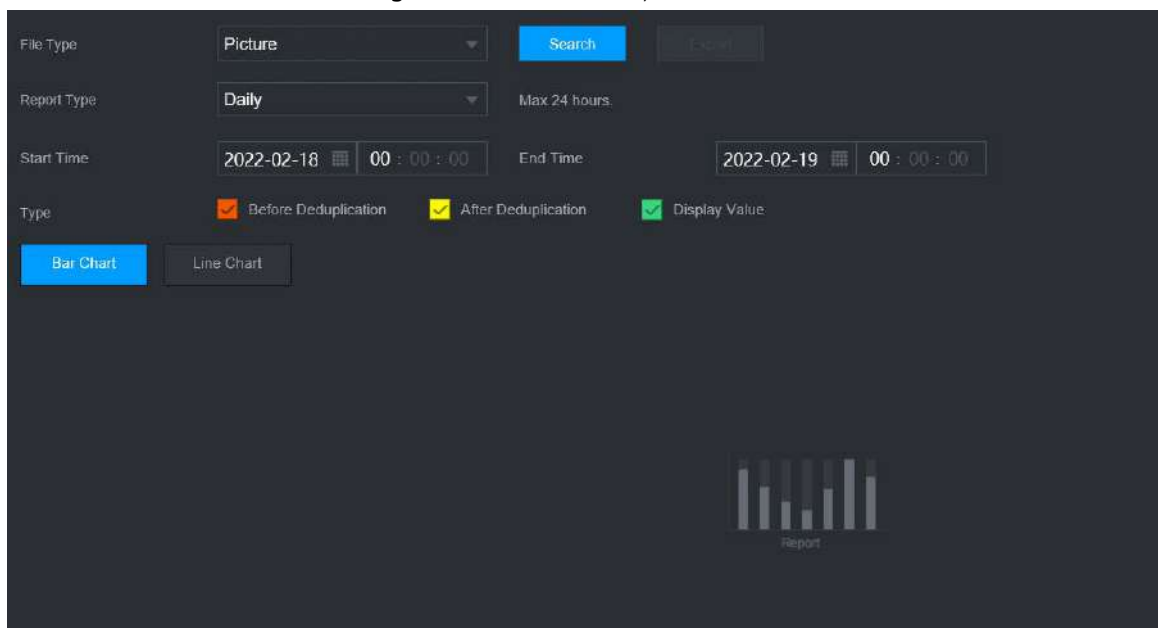 File Type Picture Search Export
Report Type Daily Max 24 hours.
Start Time 2022-02-18 00 : 00 : 00 End Time 2022-02-19 00 : 00 : 00
Type Before Deduplication After Deduplication Display Value
Bar Chart Line Chart
Report